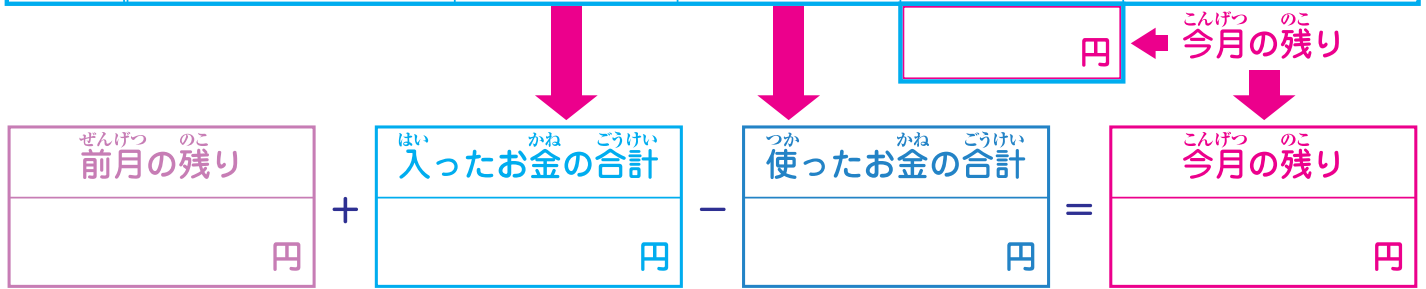 円
こんげつ のこ
今月の残り
ぜんげつ のこ
前月の残り
円
+
はい かね ごうけい
入ったお金の合計
円
−
つか かね ごうけい
使ったお金の合計
円
=
こんげつ のこ
今月の残り
円